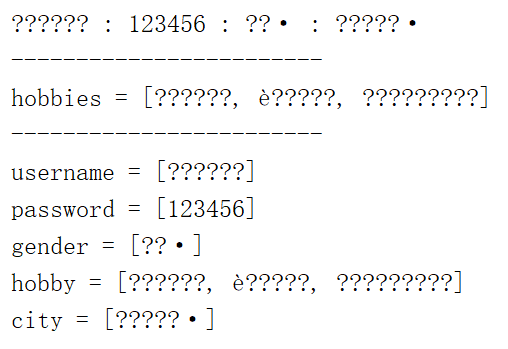 ?????? : 123456 : ??· : ?????·
------------------------
hobbies = [??????, è?????, ?????????]
------------------------
username = [??????]
password = [123456]
gender = [??·]
hobby = [??????, è?????, ?????????]
city = [?????·]